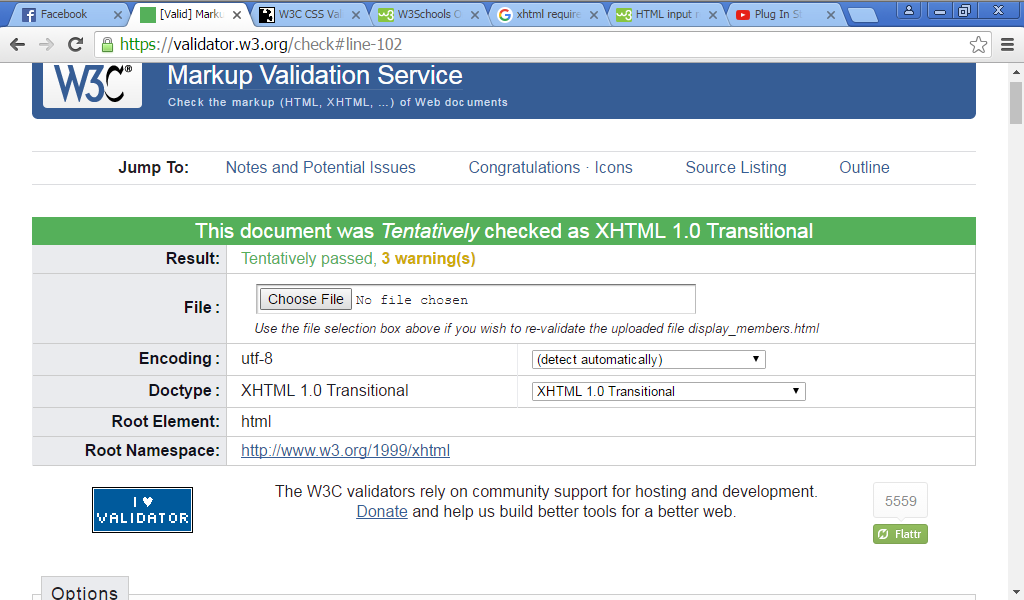 Facebook
[Valid] Marku
W3C CSS Val
W3Schools C
xhtml require
HTML input r
Plug In St
https://validator.w3.org/check#line-102
W3C®
Markup Validation Service
Check the markup (HTML, XHTML, …) of Web documents
Jump To: Notes and Potential Issues Congratulations · Icons Source Listing Outline
This document was Tentatively checked as XHTML 1.0 Transitional
Result: Tentatively passed, 3 warning(s)
File : Choose File No file chosen
Use the file selection box above if you wish to re-validate the uploaded file display_members.html
Encoding : utf-8 (detect automatically)
Doctype : XHTML 1.0 Transitional XHTML 1.0 Transitional
Root Element: html
Root Namespace: http://www.w3.org/1999/xhtml
I ♥
VALIDATOR
The W3C validators rely on community support for hosting and development.
Donate and help us build better tools for a better web.
5559
Flattr
Options